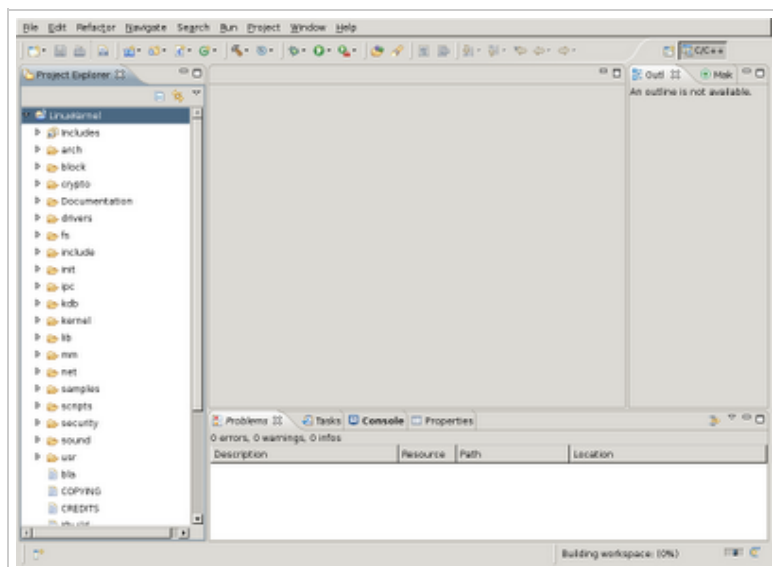 File Edit Refactor Navigate Search Run Project Window Help
C/C++
Project Explorer
Outl Mak
An outline is not available.
LinuxKernel
Includes
arch
block
crypto
Documentation
drivers
fs
include
init
ipc
kdb
kernel
lib
mm
net
samples
scripts
security
sound
usr
bla
COPYING
CREDITS
Problems Tasks Console Properties
0 errors, 0 warnings, 0 infos
Description Resource Path Location
Building workspace: (0%)